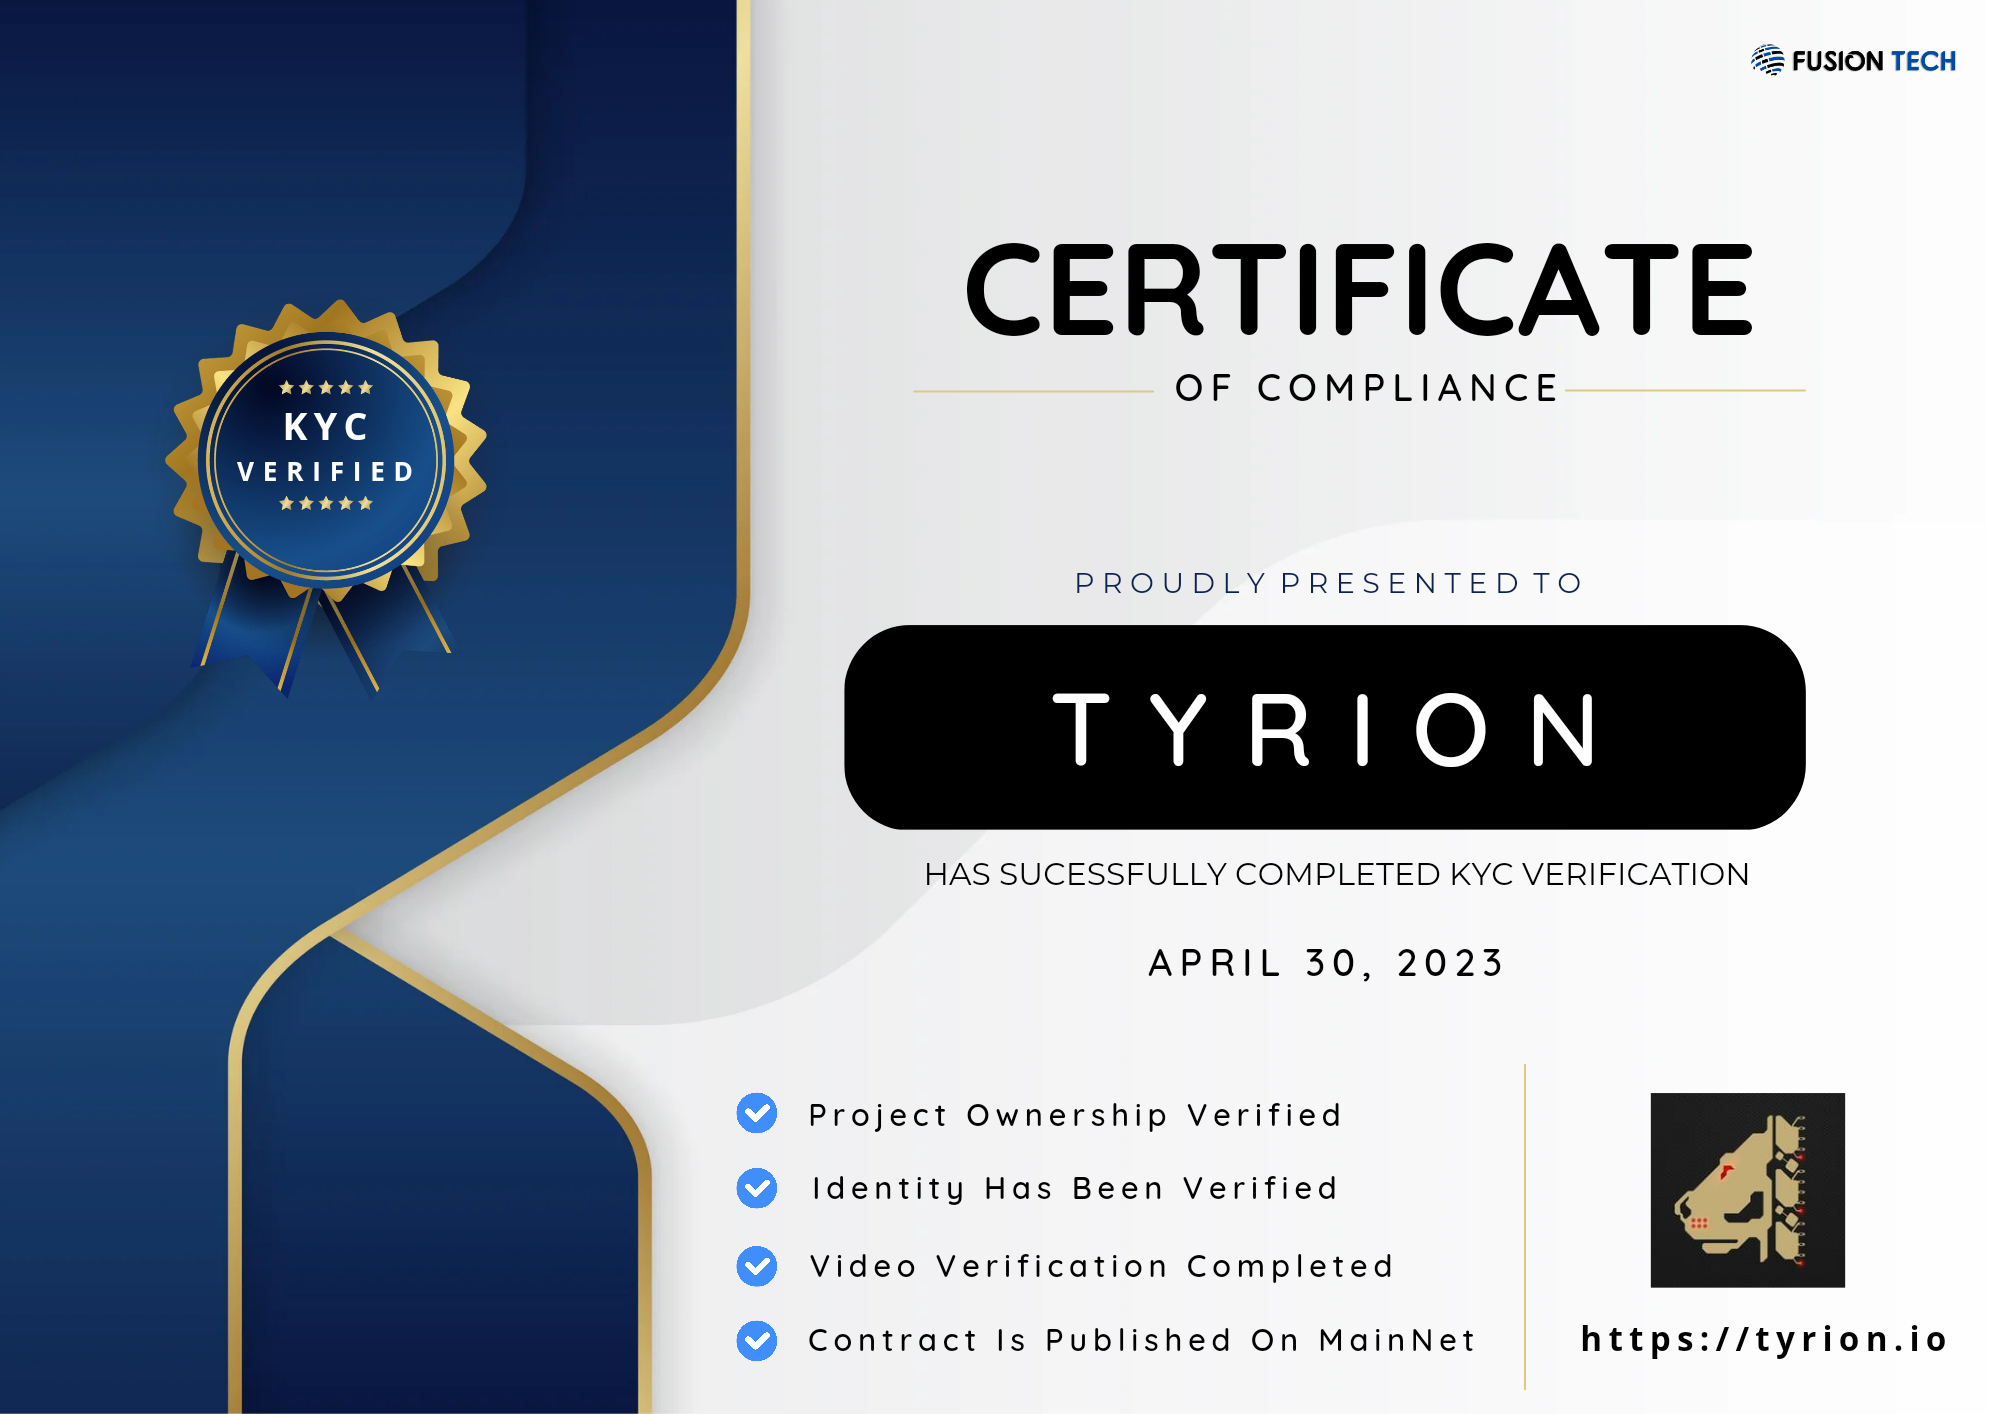 FUSION TECH
CERTIFICATE
OF COMPLIANCE
KYC
VERIFIED
PROUDLY PRESENTED TO
TYRION
HAS SUCESSFULLY COMPLETED KYC VERIFICATION
APRIL 30, 2023
Project Ownership Verified
Identity Has Been Verified
Video Verification Completed
Contract Is Published On MainNet
https://tyrion.io